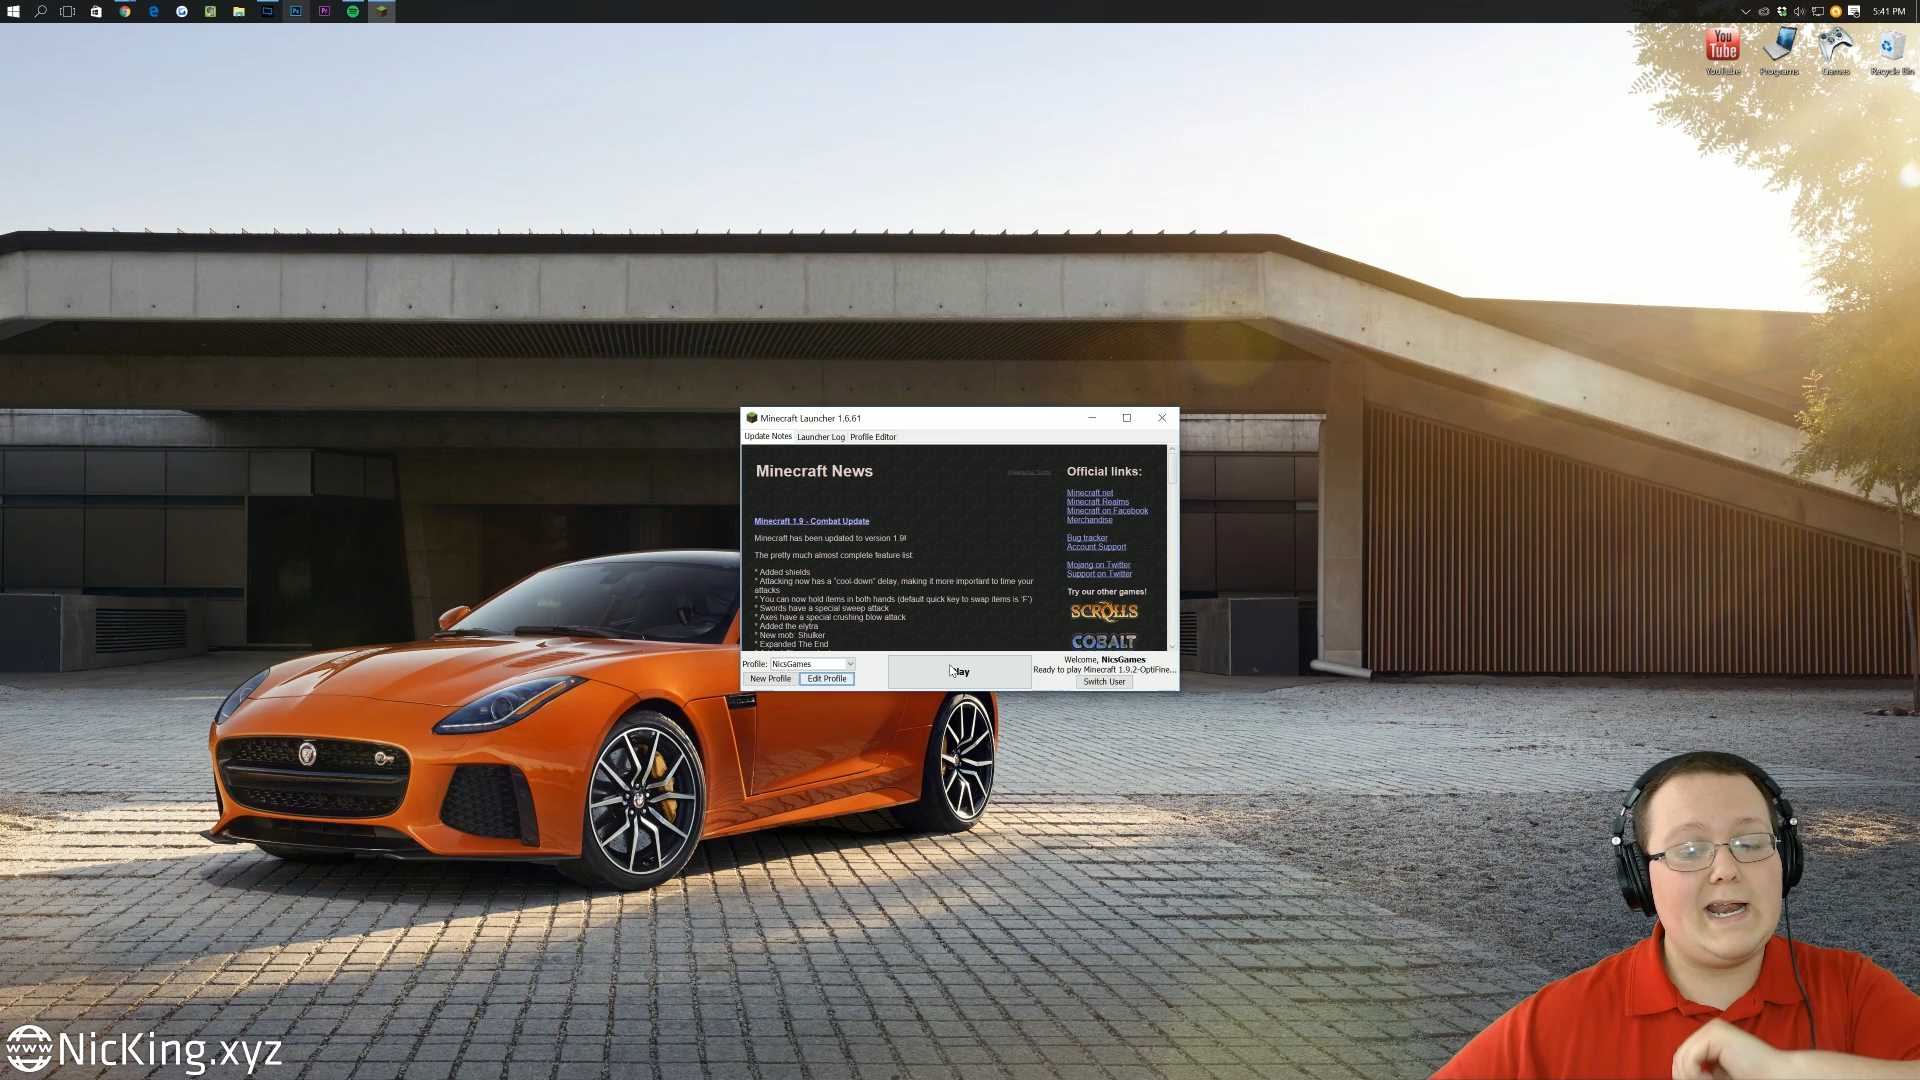 5:41 PM
You
Tube
YouTube
Programs
Games
Recycle Bin
Minecraft Launcher 1.6.61
Update Notes
Launcher Log
Profile Editor
Minecraft News
Minecraft 1.9 - Combat Update
Minecraft has been updated to version 1.9!
The pretty much almost complete feature list:
* Added shields
* Attacking now has a "cool-down" delay, making it more important to time your
attacks
* You can now hold items in both hands (default quick key to swap items is 'F')
* Swords have a special sweep attack
* Axes have a special crushing blow attack
* Added the elytra
* New mob: Shulker
* Expanded The End
Official links:
Minecraft.net
Minecraft Realms
Minecraft on Facebook
Merchandise
Bug tracker
Account Support
Mojang on Twitter
Support on Twitter
Try our other games!
SCROLLS
COBALT
Profile: NicsGames
New Profile
Edit Profile
Play
Welcome, NicsGames
Ready to play Minecraft 1.9.2-OptiFine...
Switch User
www NicKing.xyz